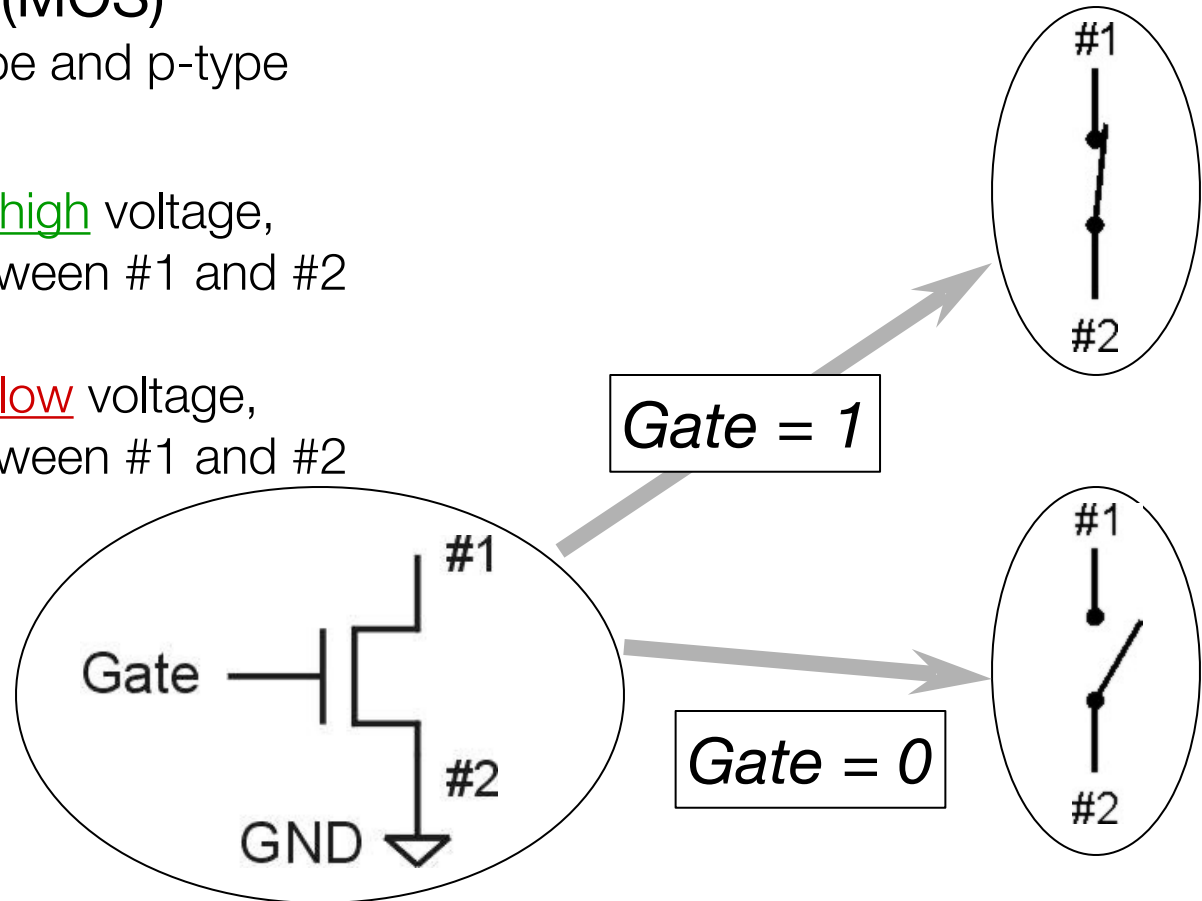 (MOS)
pe and p-type
high voltage,
ween #1 and #2
low voltage,
ween #1 and #2
#1
#2
Gate = 1
#1
Gate
#2
GND
Gate = 0
#1
#2